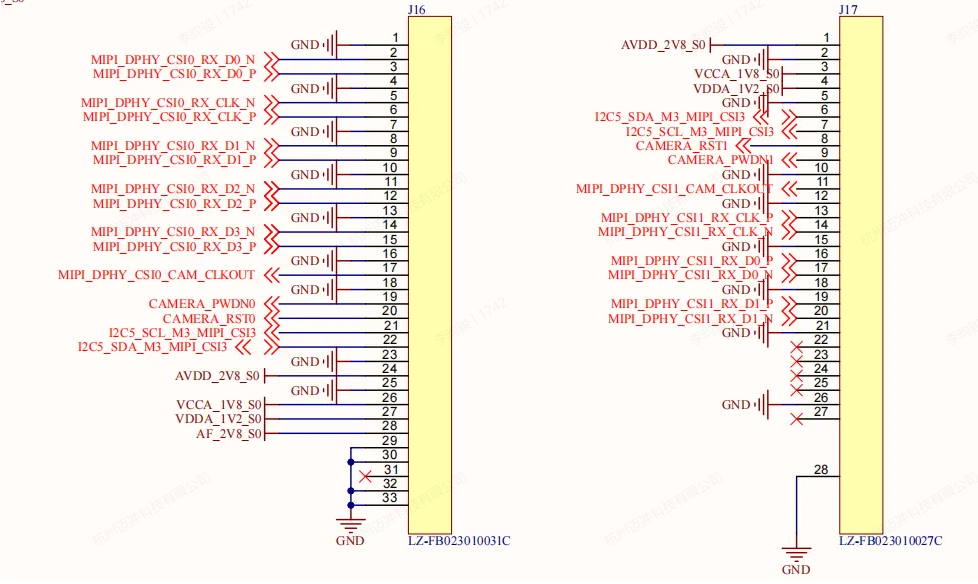 J16
GND 1
MIPI_DPHY_CSI0_RX_D0_N 2
MIPI_DPHY_CSI0_RX_D0_P 3
GND 4
MIPI_DPHY_CSI0_RX_CLK_N 5
MIPI_DPHY_CSI0_RX_CLK_P 6
GND 7
MIPI_DPHY_CSI0_RX_D1_N 8
MIPI_DPHY_CSI0_RX_D1_P 9
GND 10
MIPI_DPHY_CSI0_RX_D2_N 11
MIPI_DPHY_CSI0_RX_D2_P 12
GND 13
MIPI_DPHY_CSI0_RX_D3_N 14
MIPI_DPHY_CSI0_RX_D3_P 15
GND 16
MIPI_DPHY_CSI0_CAM_CLKOUT 17
GND 18
CAMERA_PWDN0 19
CAMERA_RST0 20
I2C5_SCL_M3_MIPI_CSI3 21
I2C5_SDA_M3_MIPI_CSI3 22
GND 23
AVDD_2V8_S0 24
GND 25
VCCA_1V8_S0 26
VDDA_1V2_S0 27
AF_2V8_S0 28
29
30
31
32
33
GND
LZ-FB023010031C
J17
AVDD_2V8_S0 1
GND 2
VCCA_1V8_S0 3
VDDA_1V2_S0 4
GND 5
I2C5_SDA_M3_MIPI_CSI3 6
I2C5_SCL_M3_MIPI_CSI3 7
CAMERA_RST1 8
CAMERA_PWDN1 9
GND 10
MIPI_DPHY_CSI1_CAM_CLKOUT 11
GND 12
MIPI_DPHY_CSI1_RX_CLK_P 13
MIPI_DPHY_CSI1_RX_CLK_N 14
GND 15
MIPI_DPHY_CSI1_RX_D0_P 16
MIPI_DPHY_CSI1_RX_D0_N 17
GND 18
MIPI_DPHY_CSI1_RX_D1_P 19
MIPI_DPHY_CSI1_RX_D1_N 20
GND 21
22
23
24
25
GND 26
27
28
GND
LZ-FB023010027C